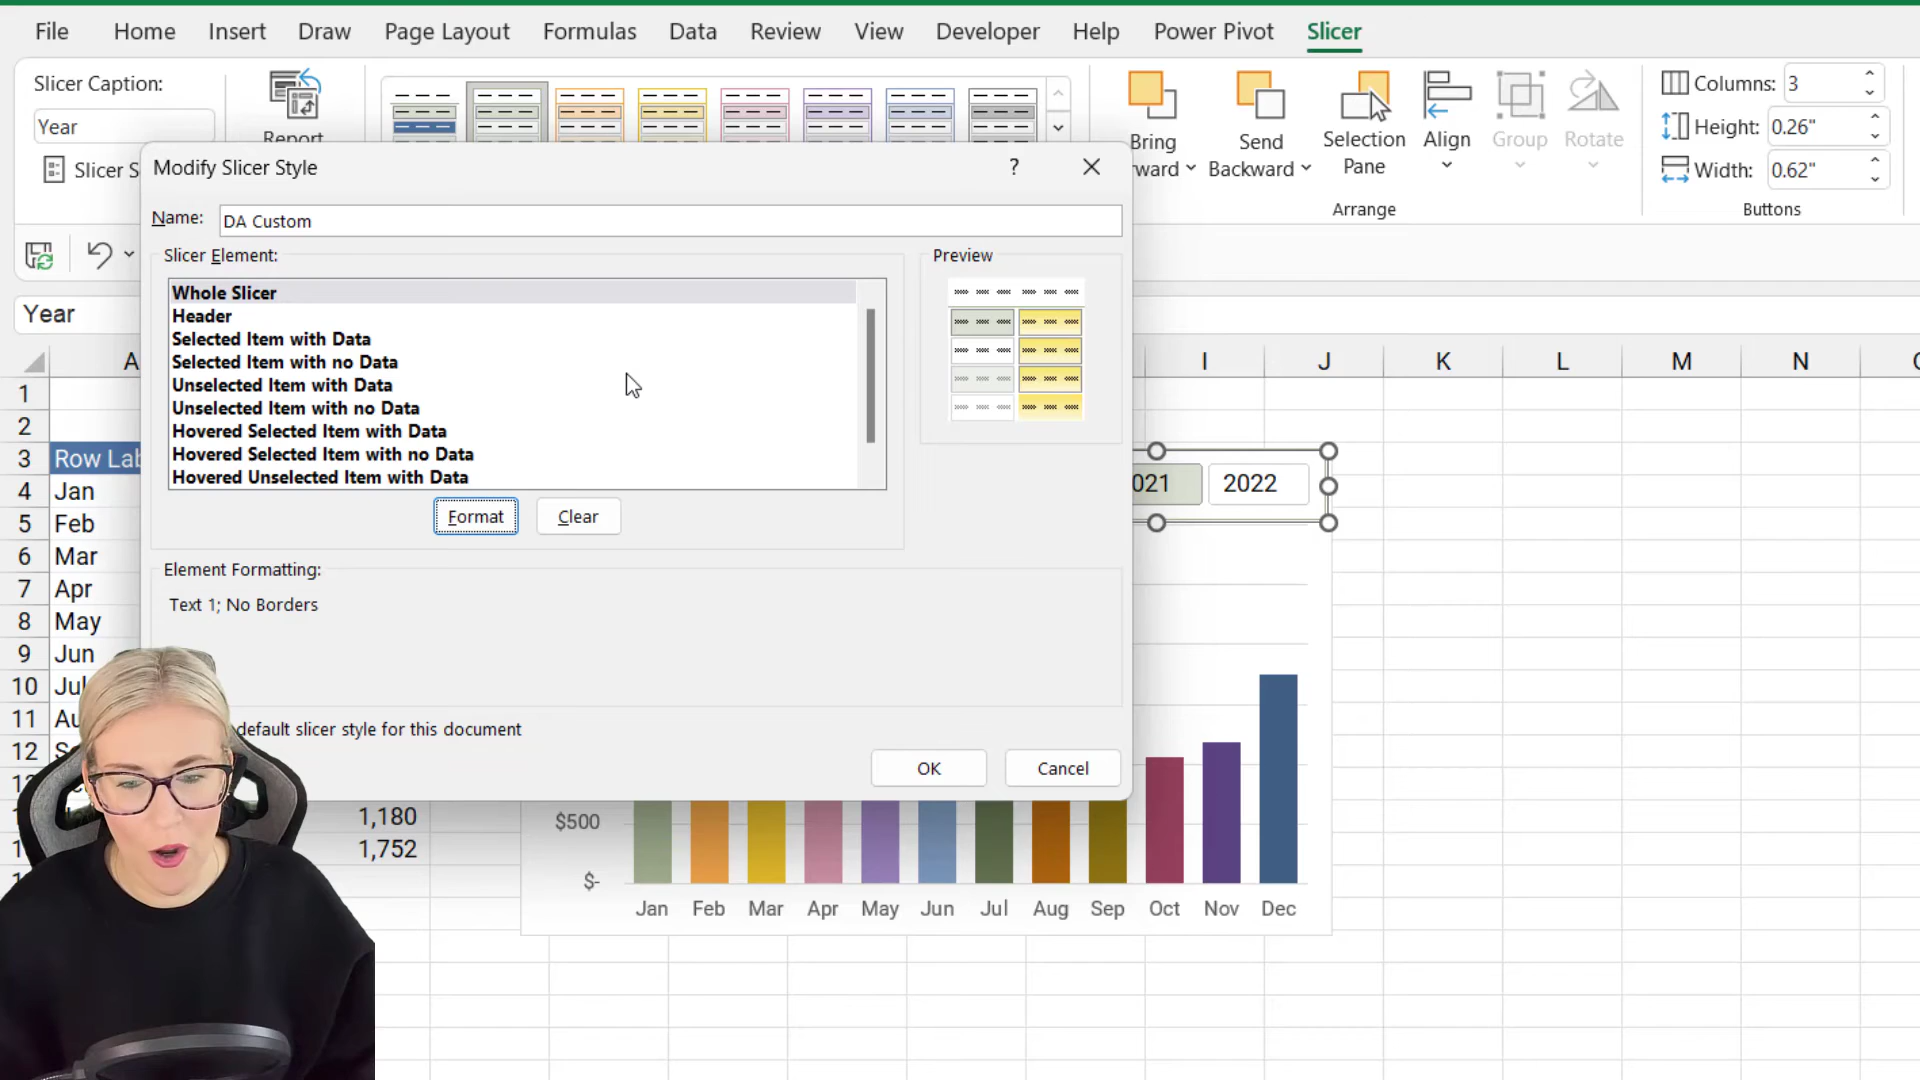 File Home Insert Draw Page Layout Formulas Data Review View Developer Help Power Pivot Slicer
Slicer Caption:
Year
Report
Slicer S
Bring
ward
Send
Backward
Selection
Pane
Align
Group
Rotate
Arrange
Columns: 3
Height: 0.26"
Width: 0.62"
Buttons
Modify Slicer Style ?
Name: DA Custom
Slicer Element:
Whole Slicer
Header
Selected Item with Data
Selected Item with no Data
Unselected Item with Data
Unselected Item with no Data
Hovered Selected Item with Data
Hovered Selected Item with no Data
Hovered Unselected Item with Data
Format Clear
Preview
Element Formatting:
Text 1; No Borders
default slicer style for this document
OK Cancel
Year
A I J K L M N
1
2
3 Row Lab
4 Jan
5 Feb
6 Mar
7 Apr
8 May
9 Jun
10 Jul
11 Au
12 Se
1,180
1,752
021 2022
$500
$-
Jan Feb Mar Apr May Jun Jul Aug Sep Oct Nov Dec